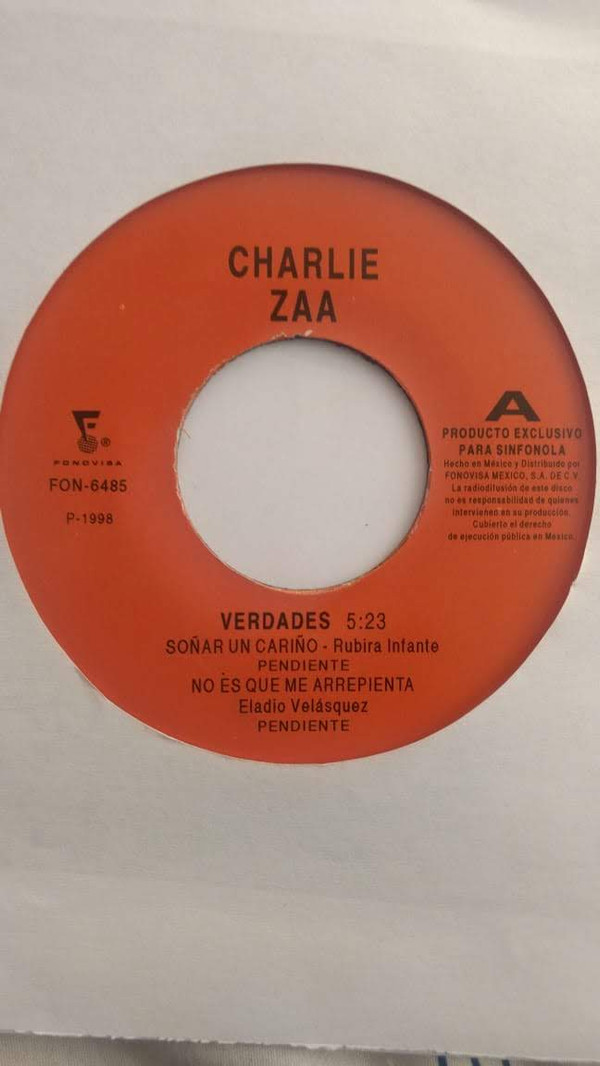 CHARLIE
ZAA
F
®
FONOVISA
FON-6485
P-1998
A
PRODUCTO EXCLUSIVO
PARA SINFONOLA
Hecho en México y Distribuido por
FONOVISA MEXICO, S.A. DE C.V.
La radiodifusión de este disco
no es responsabilidad de quienes
intervienen en su producción.
Cubierto el derecho
de ejecución pública en México.
VERDADES 5:23
SOÑAR UN CARIÑO - Rubira Infante
PENDIENTE
NO ES QUE ME ARREPIENTA
Eladio Velásquez
PENDIENTE